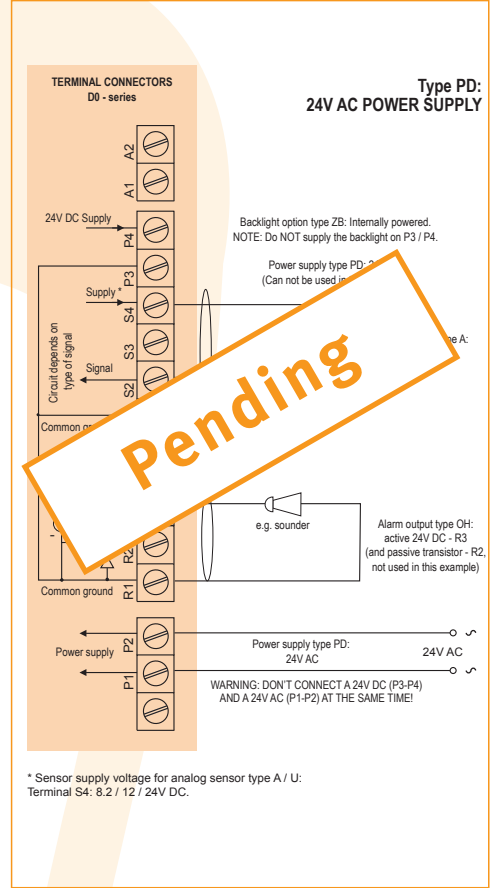 TERMINAL CONNECTORS
D0 - series
Type PD:
24V AC POWER SUPPLY
A2
A1
24V DC Supply
P4
Backlight option type ZB: Internally powered.
NOTE: Do NOT supply the backlight on P3 / P4.
P3
Power supply type PD:
(Can not be used
Supply *
S4
S3
Circuit depends on
type of signal
A:
Signal
S2
Pending
Common
e.g. sounder
Alarm output type OH:
active 24V DC - R3
(and passive transistor - R2,
not used in this example)
R2
-
Common ground
R1
P2
Power supply
Power supply type PD:
24V AC
24V AC
P1
WARNING: DON'T CONNECT A 24V DC (P3-P4)
AND A 24V AC (P1-P2) AT THE SAME TIME!
* Sensor supply voltage for analog sensor type A / U:
Terminal S4: 8.2 / 12 / 24V DC.